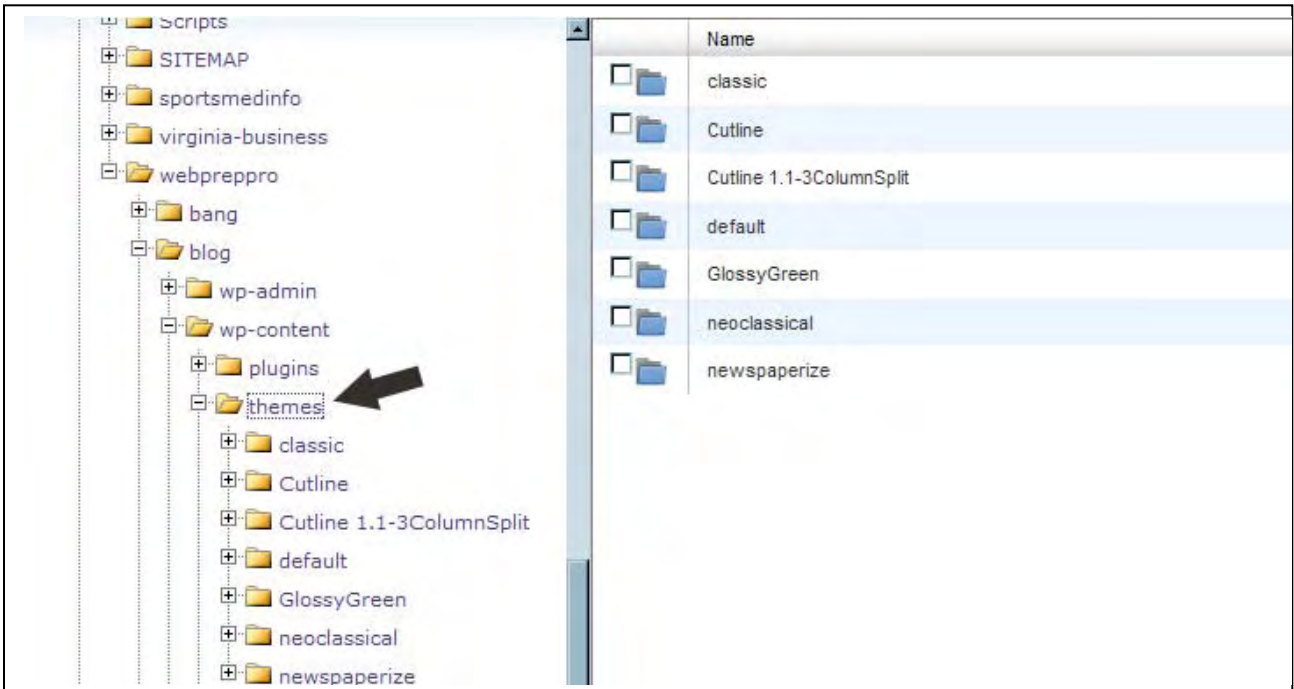 Scripts
SITEMAP
sportsmedinfo
virginia-business
webpreppro
bang
blog
wp-admin
wp-content
plugins
themes
classic
Cutline
Cutline 1.1-3ColumnSplit
default
GlossyGreen
neoclassical
newspaperize
Name
classic
Cutline
Cutline 1.1-3ColumnSplit
default
GlossyGreen
neoclassical
newspaperize